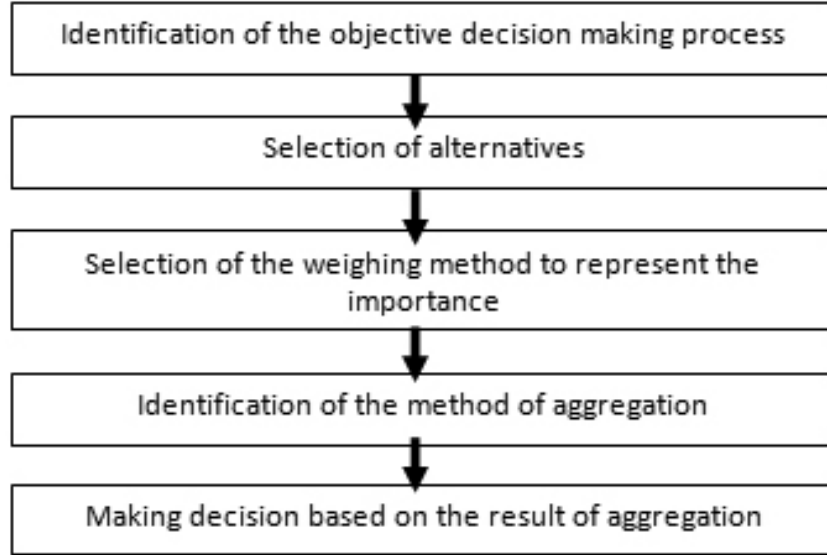 Identification of the objective decision making process
Selection of alternatives
Selection of the weighing method to represent the
importance
Identification of the method of aggregation
Making decision based on the result of aggregation